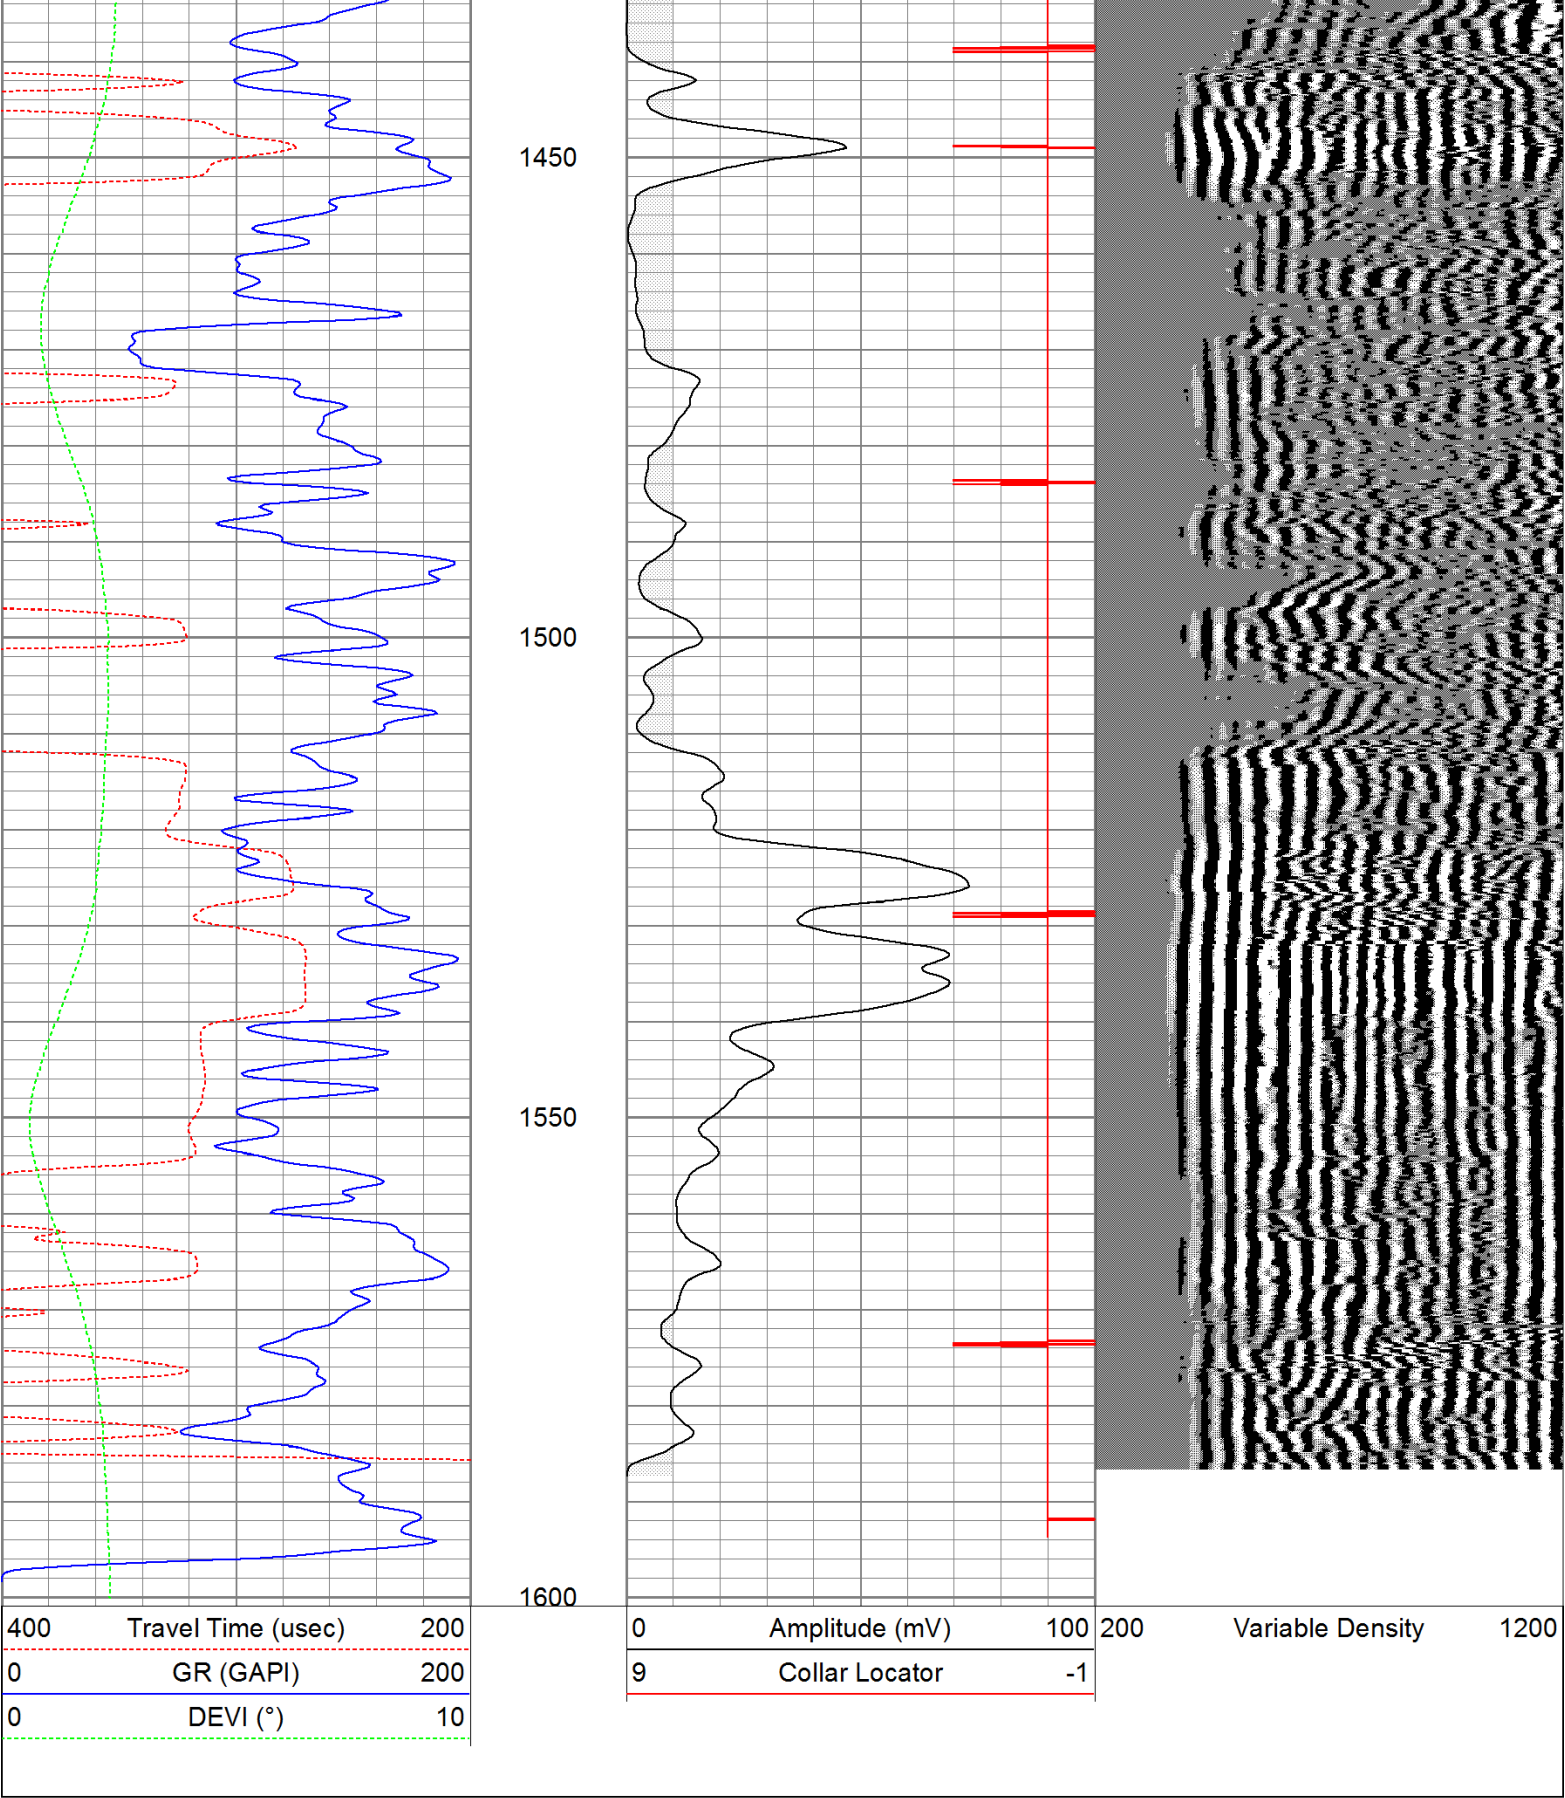 1450
1500
1550
1600
400 Travel Time (usec) 200
0 GR (GAPI) 200
0 DEVI (°) 10
0 Amplitude (mV) 100
9 Collar Locator -1
200 Variable Density 1200